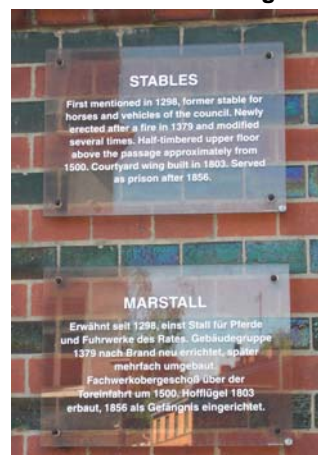 STABLES
First mentioned in 1298, former stable for
horses and vehicles of the council. Newly
erected after a fire in 1379 and modified
several times. Half-timbered upper floor
above the passage approximately from
1500. Courtyard wing built in 1803. Served
as prison after 1856.
MARSTALL
Erwähnt seit 1298, einst Stall für Pferde
und Fuhrwerke des Rates. Gebäudegruppe
1379 nach Brand neu errichtet, später
mehrfach umgebaut.
Fachwerkobergeschoß über der
Toreinfahrt um 1500. Hofflügel 1803
erbaut, 1856 als Gefängnis eingerichtet.